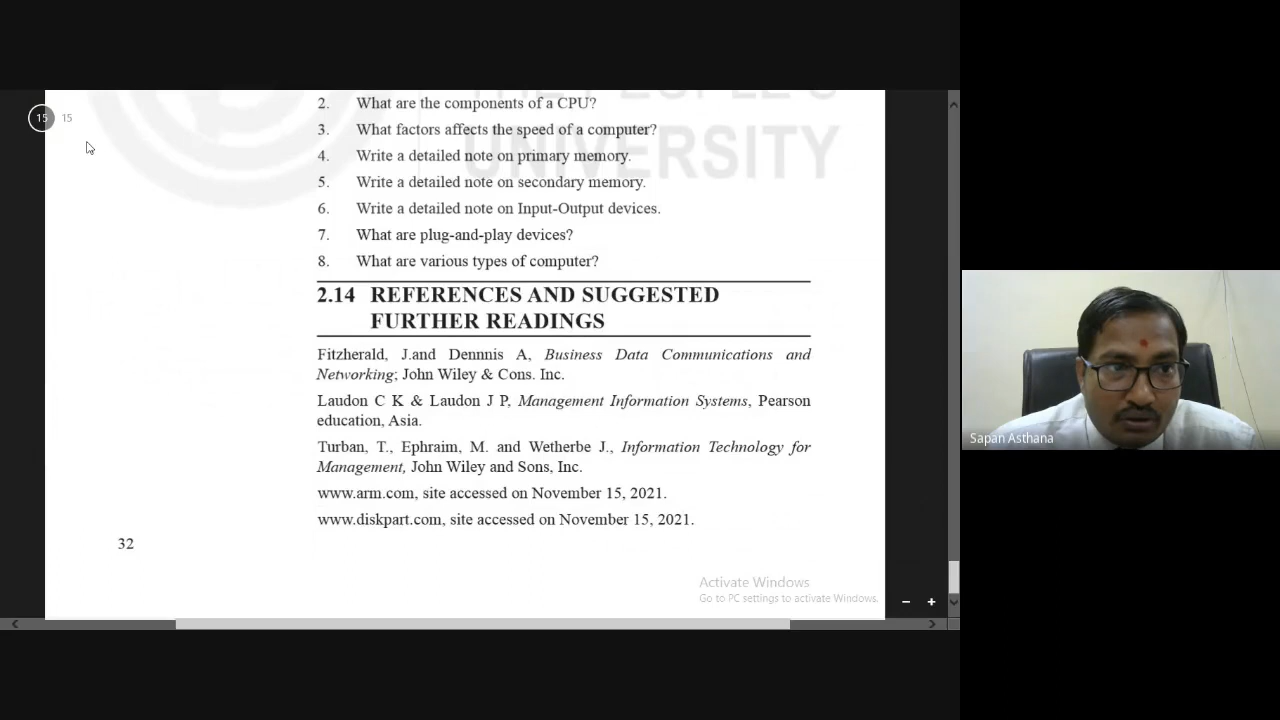 THE PEOPLE'S
UNIVERSITY
15 15
2. What are the components of a CPU?
3. What factors affects the speed of a computer?
4. Write a detailed note on primary memory.
5. Write a detailed note on secondary memory.
6. Write a detailed note on Input-Output devices.
7. What are plug-and-play devices?
8. What are various types of computer?
2.14 REFERENCES AND SUGGESTED
FURTHER READINGS
Fitzherald, J.and Dennnis A, Business Data Communications and
Networking; John Wiley & Cons. Inc.
Laudon C K & Laudon J P, Management Information Systems, Pearson
education, Asia.
Turban, T., Ephraim, M. and Wetherbe J., Information Technology for
Management, John Wiley and Sons, Inc.
www.arm.com, site accessed on November 15, 2021.
www.diskpart.com, site accessed on November 15, 2021.
32
Activate Windows
Go to PC settings to activate Windows.
Sapan Asthana